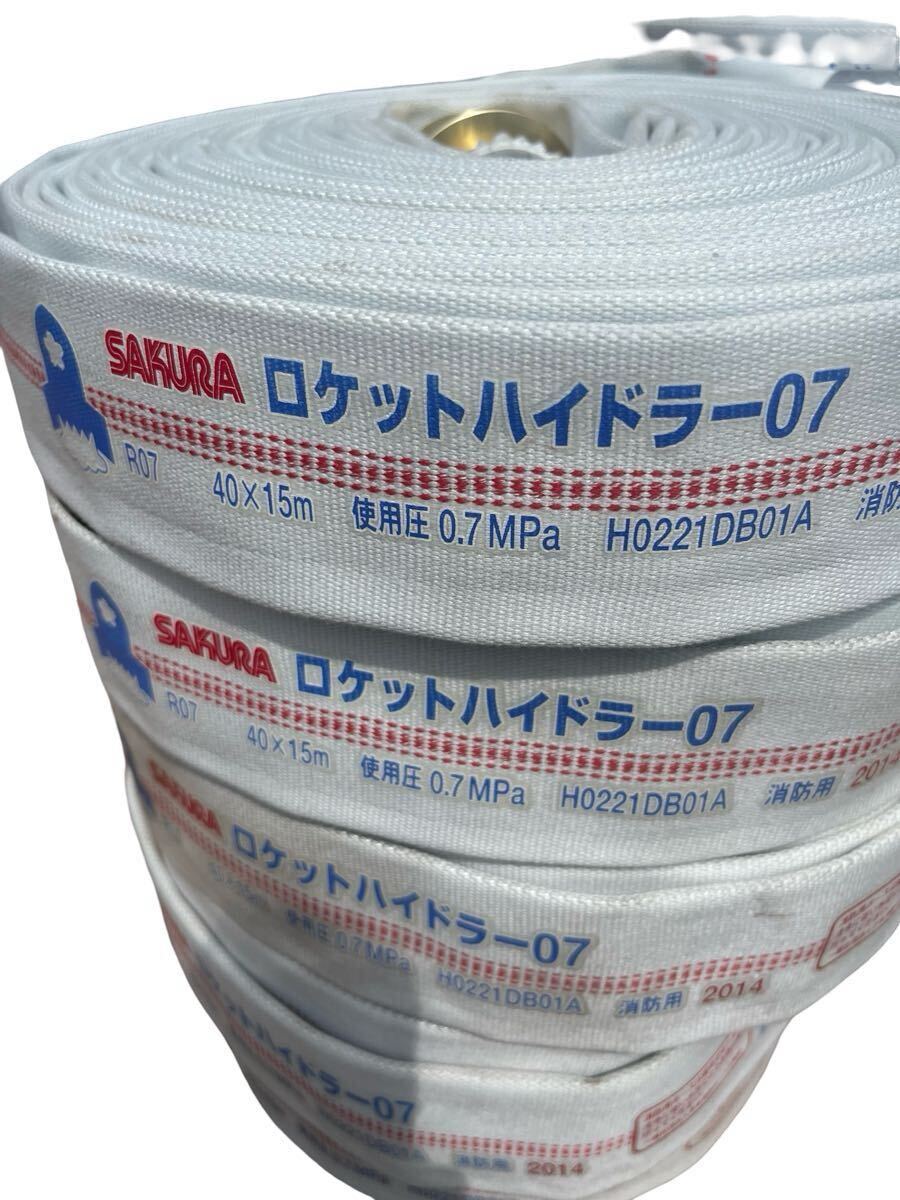 SAKURA ロケットハイドラー07
R07 40×15m 使用圧 0.7MPa H0221DB01A 消防
SAKURA ロケットハイドラー07
R07 40×15m 使用圧 0.7MPa H0221DB01A 消防用 2014
SAKURA ロケットハイドラー07
使用圧 0.7MPa H0221DB01A 消防用 2014
ケットハイドラー07
H0221DB01A 消防用 2014